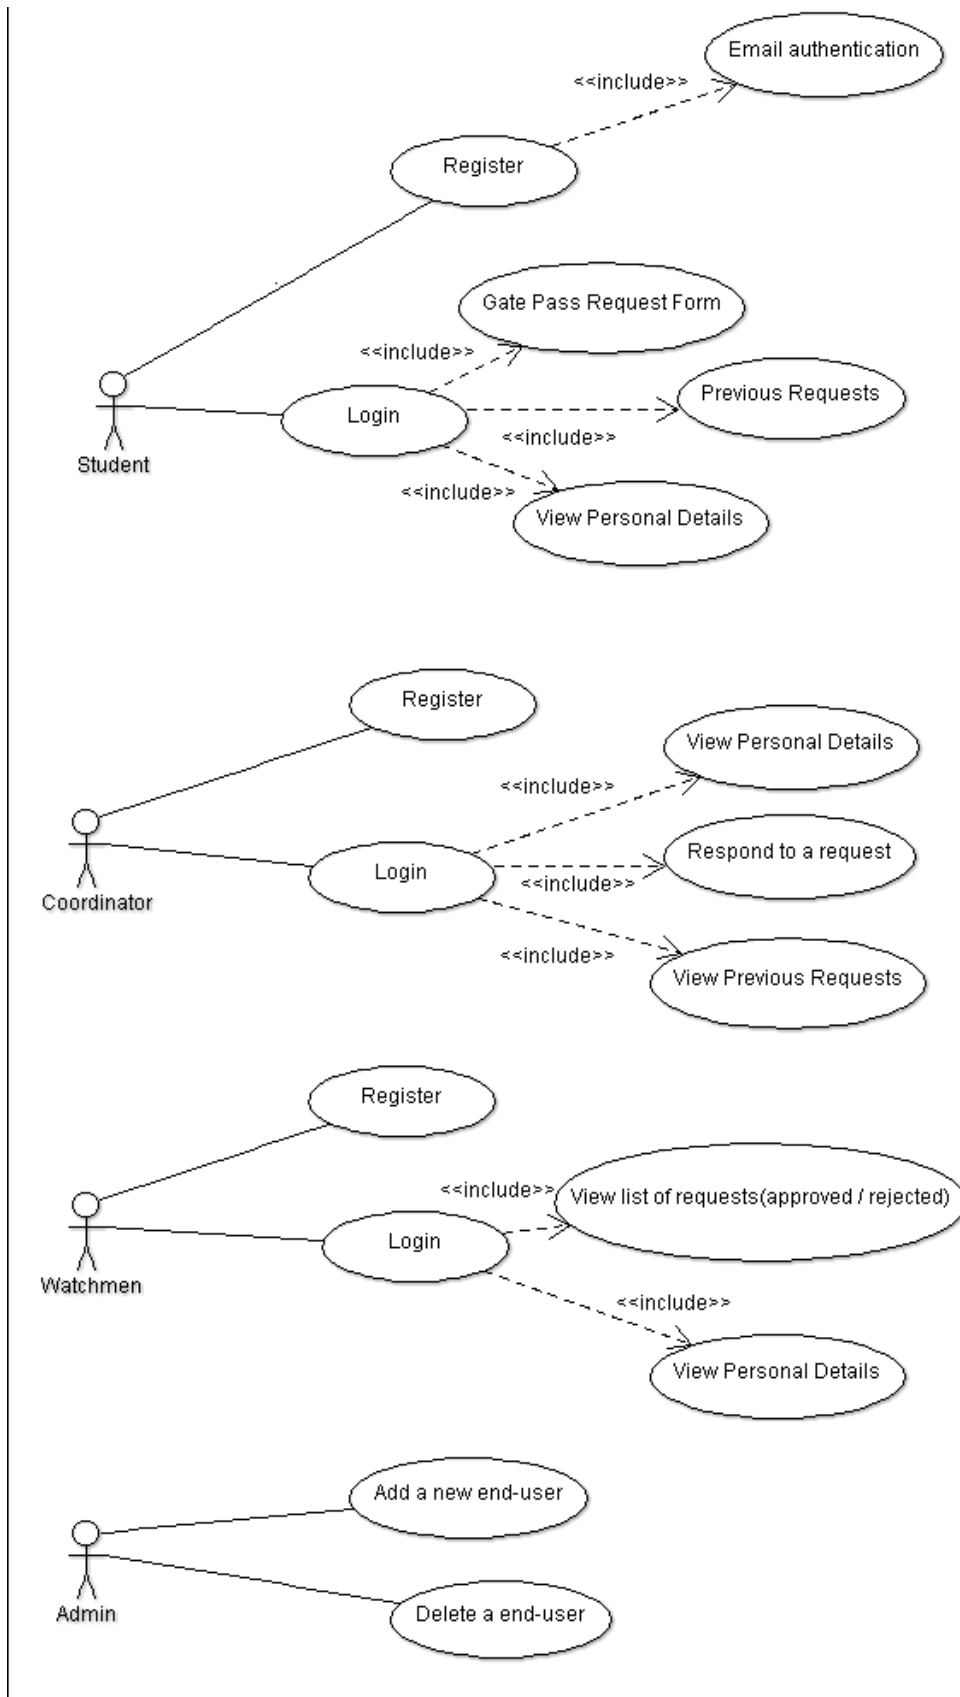 Email authentication
<<include>>
Register
Gate Pass Request Form
<<include>>
Previous Requests
Login
<<include>>
Student
<<include>>
View Personal Details
Register
View Personal Details
<<include>>
Respond to a request
Login
<<include>>
Coordinator
<<include>>
View Previous Requests
Register
<<include>>
View list of requests(approved / rejected)
Login
Watchmen
<<include>>
View Personal Details
Add a new end-user
Admin
Delete a end-user